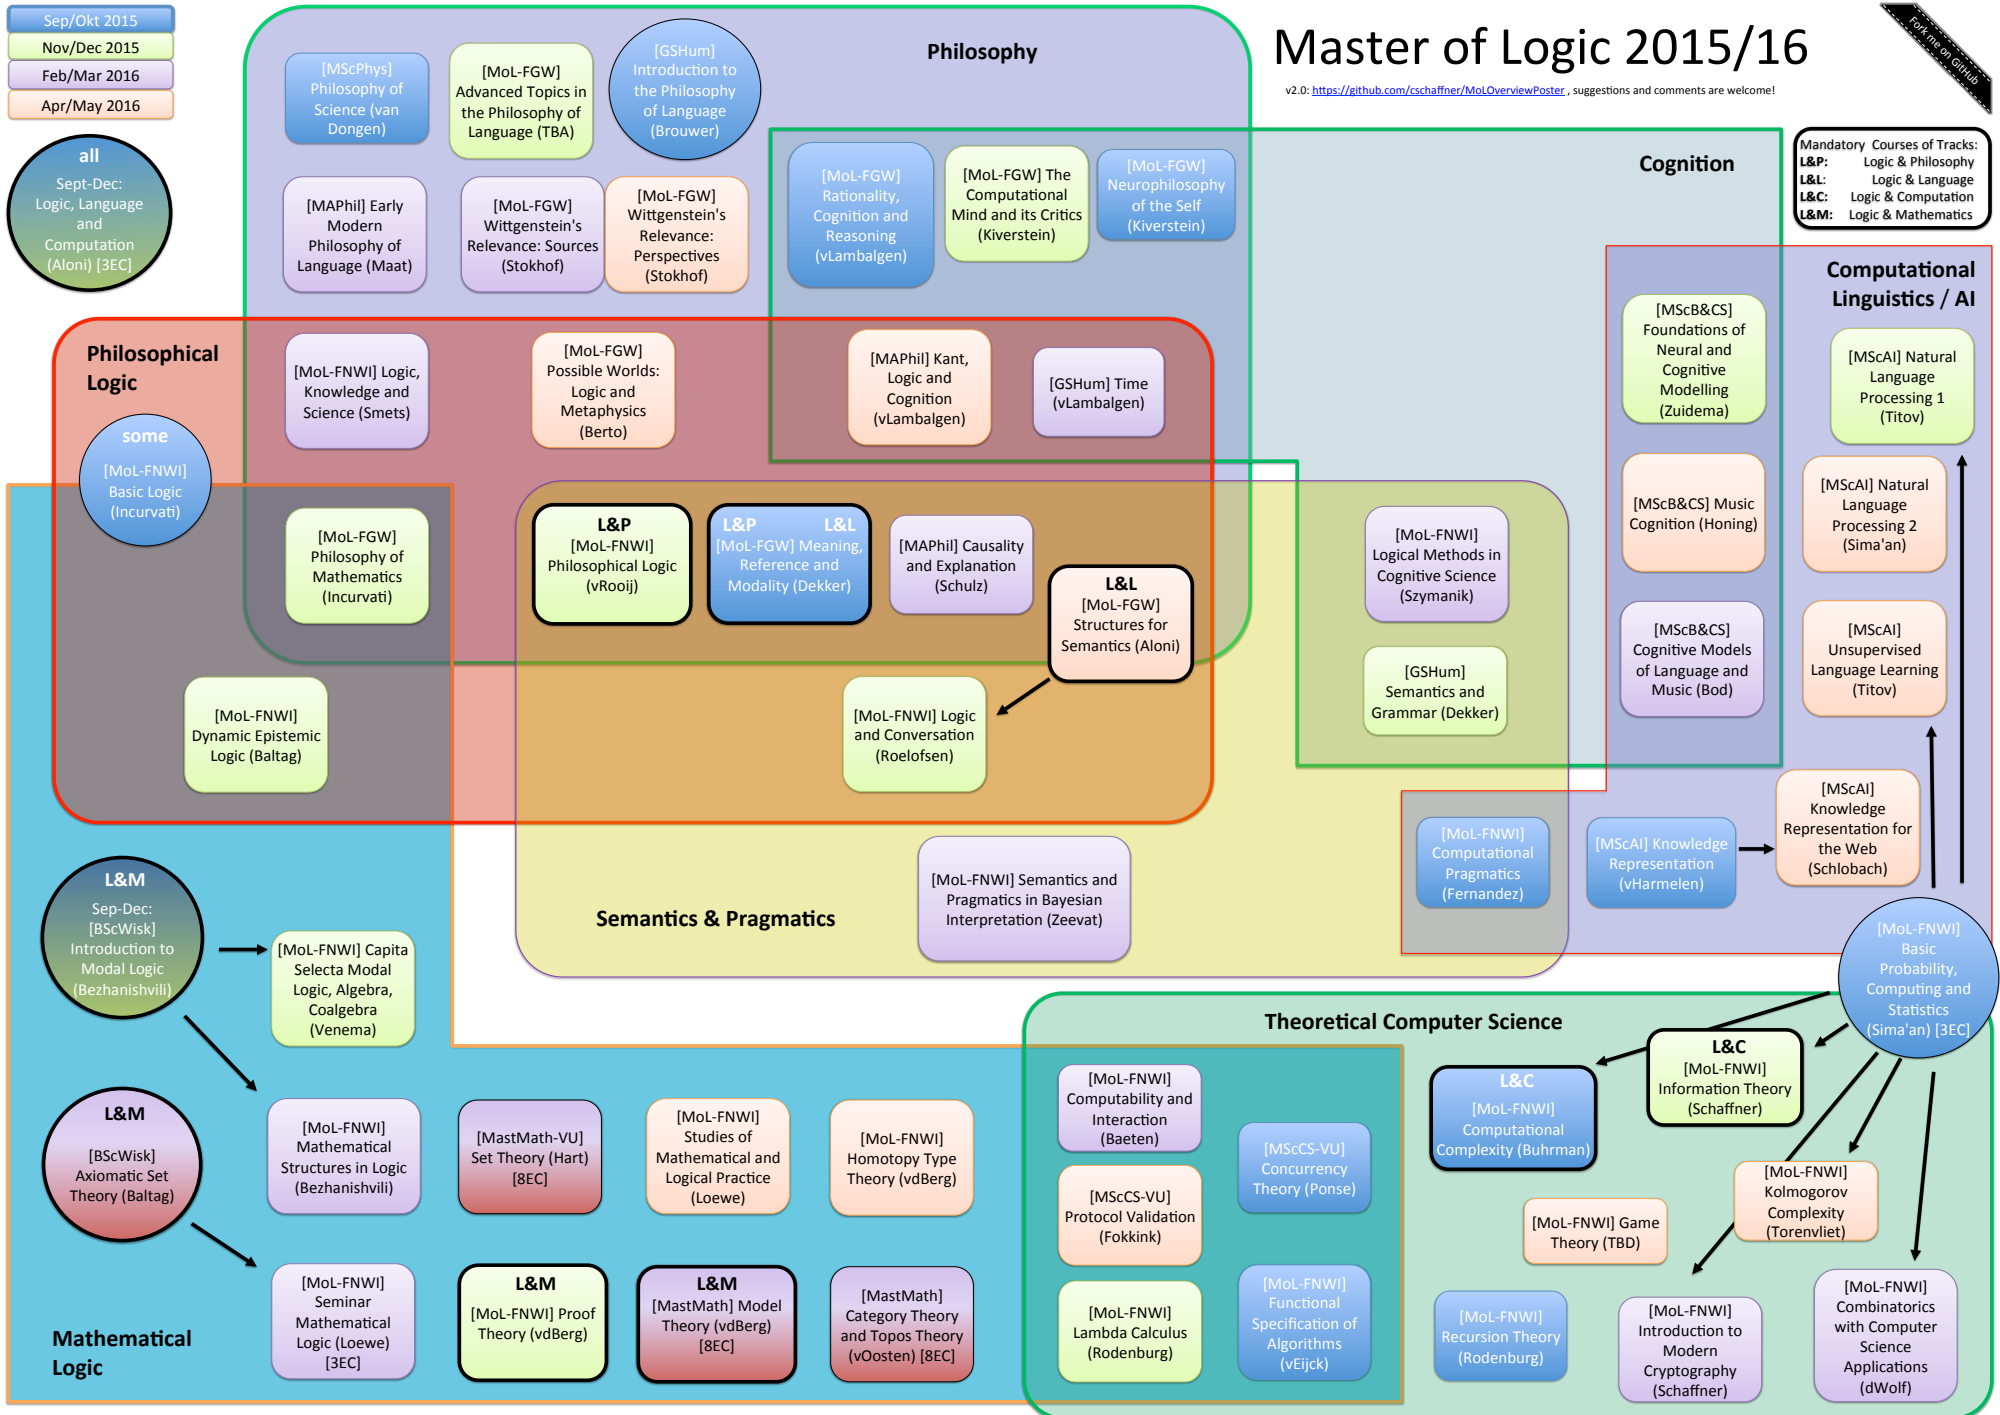 Sep/Okt 2015
Nov/Dec 2015
Feb/Mar 2016
Apr/May 2016
all
Sept-Dec:
Logic, Language
and
Computation
(Aloni) [3EC]
Master of Logic 2015/16
v2.0: https://github.com/cschaffner/MoLOverviewPoster , suggestions and comments are welcome!
Fork me on GitHub
Mandatory Courses of Tracks:
L&P: Logic & Philosophy
L&L: Logic & Language
L&C: Logic & Computation
L&M: Logic & Mathematics
Philosophy
[MScPhys]
Philosophy of
Science (van
Dongen)
[MoL-FGW]
Advanced Topics in
the Philosophy of
Language (TBA)
[GSHum]
Introduction to
the Philosophy
of Language
(Brouwer)
[MAPhil] Early
Modern
Philosophy of
Language (Maat)
[MoL-FGW]
Wittgenstein's
Relevance: Sources
(Stokhof)
[MoL-FGW]
Wittgenstein's
Relevance:
Perspectives
(Stokhof)
Cognition
[MoL-FGW]
Rationality,
Cognition and
Reasoning
(vLambalgen)
[MoL-FGW] The
Computational
Mind and its Critics
(Kiverstein)
[MoL-FGW]
Neurophilosophy
of the Self
(Kiverstein)
Computational
Linguistics / AI
[MScB&CS]
Foundations of
Neural and
Cognitive
Modelling
(Zuidema)
[MScAI] Natural
Language
Processing 1
(Titov)
[MScB&CS] Music
Cognition (Honing)
[MScAI] Natural
Language
Processing 2
(Sima'an)
[MScB&CS]
Cognitive Models
of Language and
Music (Bod)
[MScAI]
Unsupervised
Language Learning
(Titov)
Philosophical
Logic
[MoL-FNWI] Logic,
Knowledge and
Science (Smets)
[MoL-FGW]
Possible Worlds:
Logic and
Metaphysics
(Berto)
[MAPhil] Kant,
Logic and
Cognition
(vLambalgen)
[GSHum] Time
(vLambalgen)
some
[MoL-FNWI]
Basic Logic
(Incurvati)
[MoL-FGW]
Philosophy of
Mathematics
(Incurvati)
L&P
[MoL-FNWI]
Philosophical Logic
(vRooij)
L&P L&L
[MoL-FGW] Meaning,
Reference and
Modality (Dekker)
[MAPhil] Causality
and Explanation
(Schulz)
L&L
[MoL-FGW]
Structures for
Semantics (Aloni)
[MoL-FNWI]
Logical Methods in
Cognitive Science
(Szymanik)
[GSHum]
Semantics and
Grammar (Dekker)
[MoL-FNWI]
Dynamic Epistemic
Logic (Baltag)
[MoL-FNWI] Logic
and Conversation
(Roelofsen)
Semantics & Pragmatics
[MoL-FNWI] Semantics and
Pragmatics in Bayesian
Interpretation (Zeevat)
[MoL-FNWI]
Computational
Pragmatics
(Fernandez)
[MScAI] Knowledge
Representation
(vHarmelen)
[MScAI]
Knowledge
Representation for
the Web
(Schlobach)
[MoL-FNWI]
Basic
Probability,
Computing and
Statistics
(Sima'an) [3EC]
L&M
Sep-Dec:
[BScWisk]
Introduction to
Modal Logic
(Bezhanishvili)
[MoL-FNWI] Capita
Selecta Modal
Logic, Algebra,
Coalgebra
(Venema)
L&M
[BScWisk]
Axiomatic Set
Theory (Baltag)
[MoL-FNWI]
Mathematical
Structures in Logic
(Bezhanishvili)
[MastMath-VU]
Set Theory (Hart)
[8EC]
[MoL-FNWI]
Studies of
Mathematical and
Logical Practice
(Loewe)
[MoL-FNWI]
Homotopy Type
Theory (vdBerg)
Mathematical
Logic
[MoL-FNWI]
Seminar
Mathematical
Logic (Loewe)
[3EC]
L&M
[MoL-FNWI] Proof
Theory (vdBerg)
L&M
[MastMath] Model
Theory (vdBerg)
[8EC]
[MastMath]
Category Theory
and Topos Theory
(vOosten) [8EC]
Theoretical Computer Science
[MoL-FNWI]
Computability and
Interaction
(Baeten)
[MScCS-VU]
Concurrency
Theory (Ponse)
[MScCS-VU]
Protocol Validation
(Fokkink)
[MoL-FNWI]
Lambda Calculus
(Rodenburg)
[MoL-FNWI]
Functional
Specification of
Algorithms
(vEijck)
L&C
[MoL-FNWI]
Computational
Complexity (Buhrman)
L&C
[MoL-FNWI]
Information Theory
(Schaffner)
[MoL-FNWI] Game
Theory (TBD)
[MoL-FNWI]
Kolmogorov
Complexity
(Torenvliet)
[MoL-FNWI]
Recursion Theory
(Rodenburg)
[MoL-FNWI]
Introduction to
Modern
Cryptography
(Schaffner)
[MoL-FNWI]
Combinatorics
with Computer
Science
Applications
(dWolf)